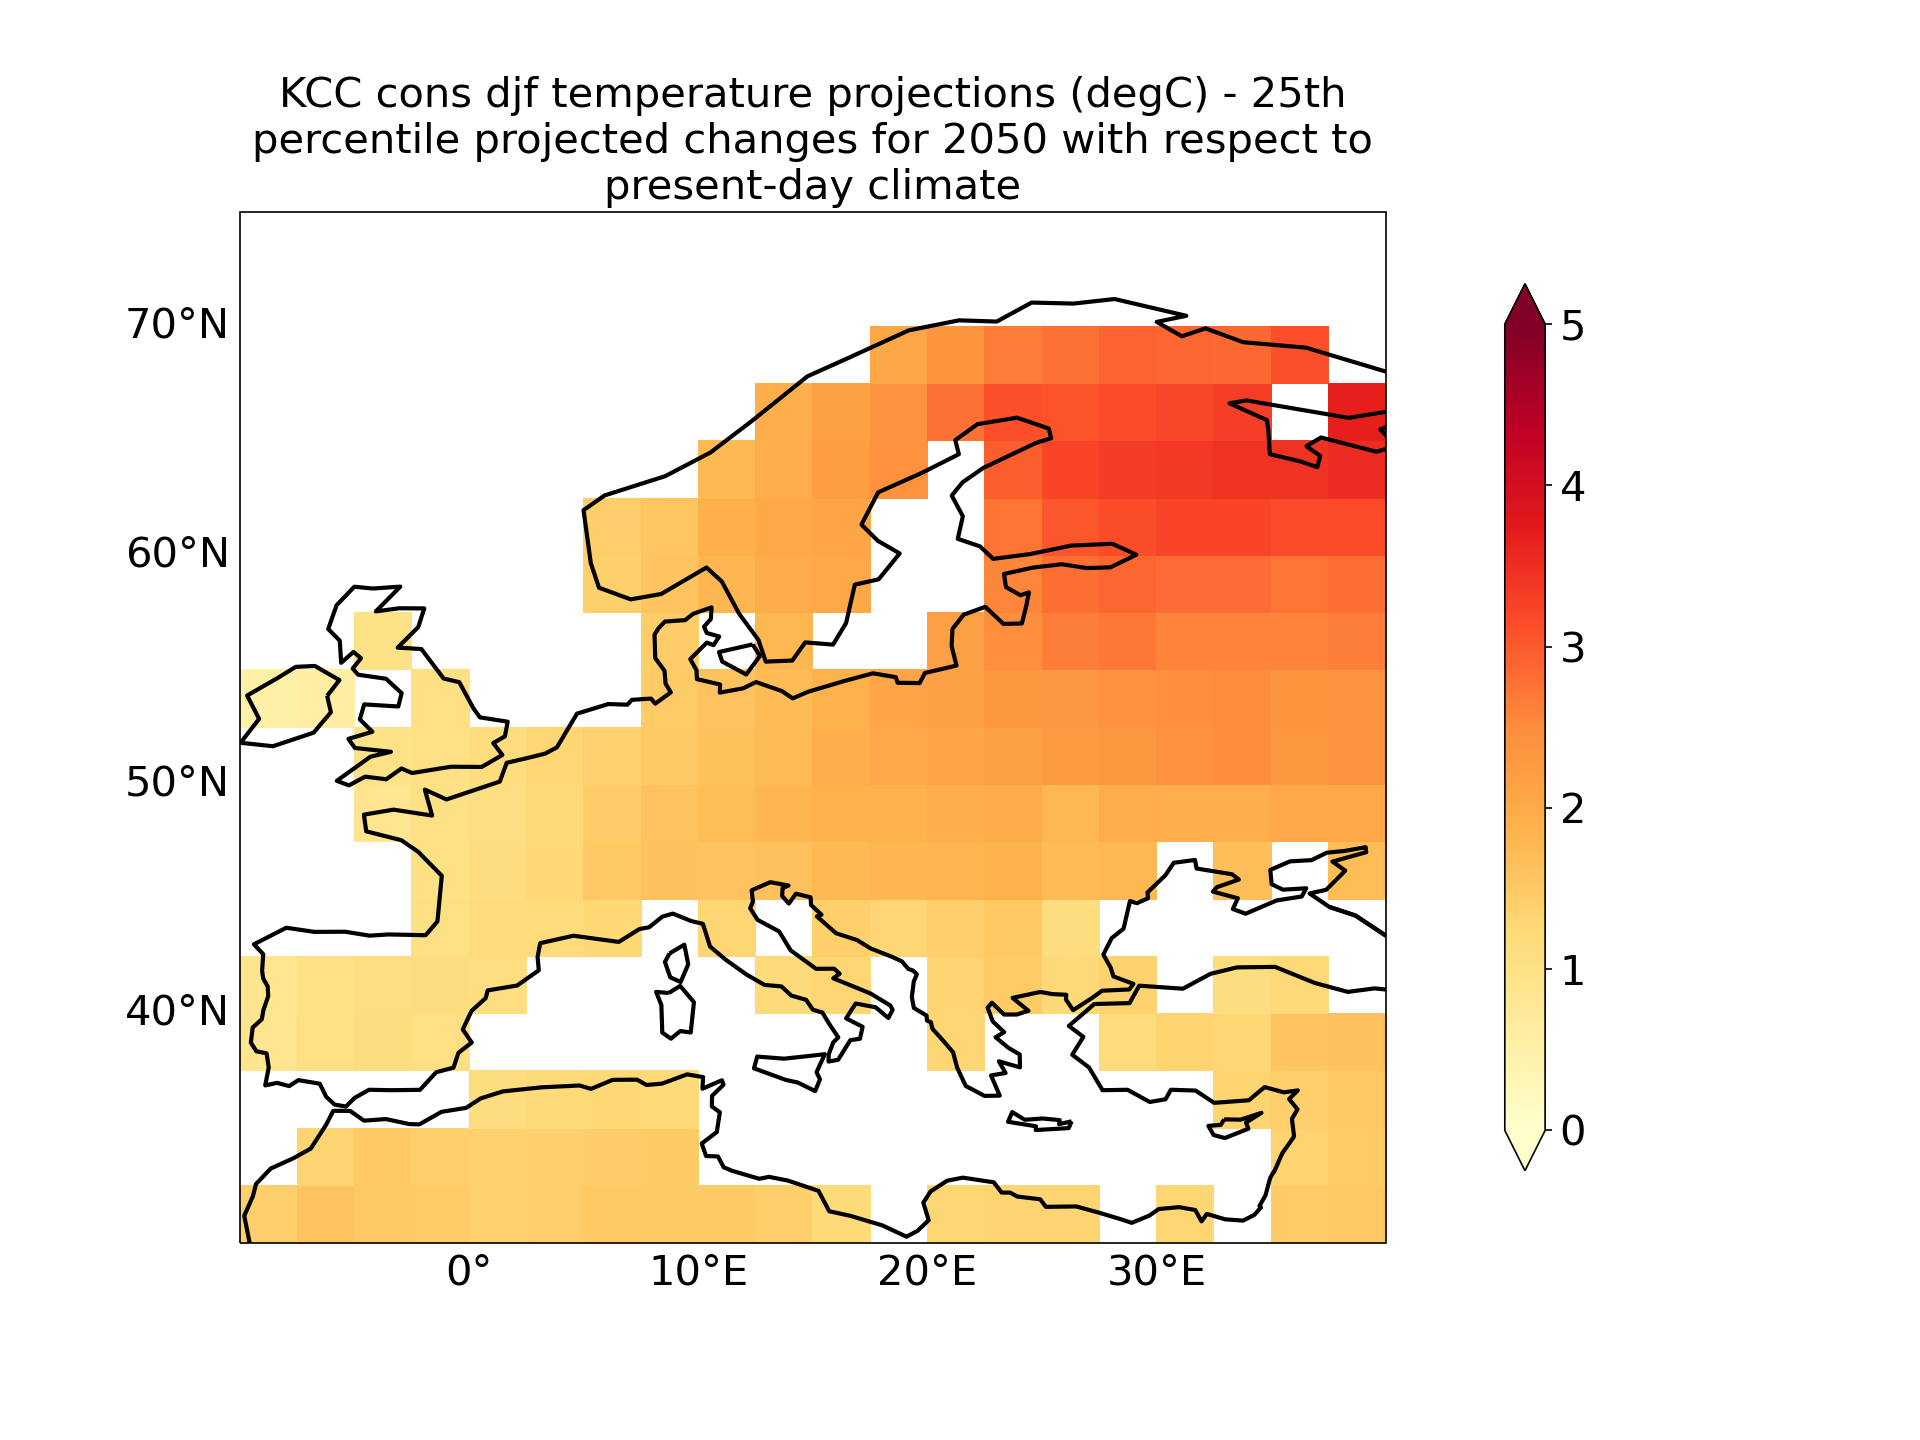 KCC cons djf temperature projections (degC) - 25th
percentile projected changes for 2050 with respect to
present-day climate
70°N
60°N
50°N
40°N
0°
10°E
20°E
30°E
5
4
3
2
1
0